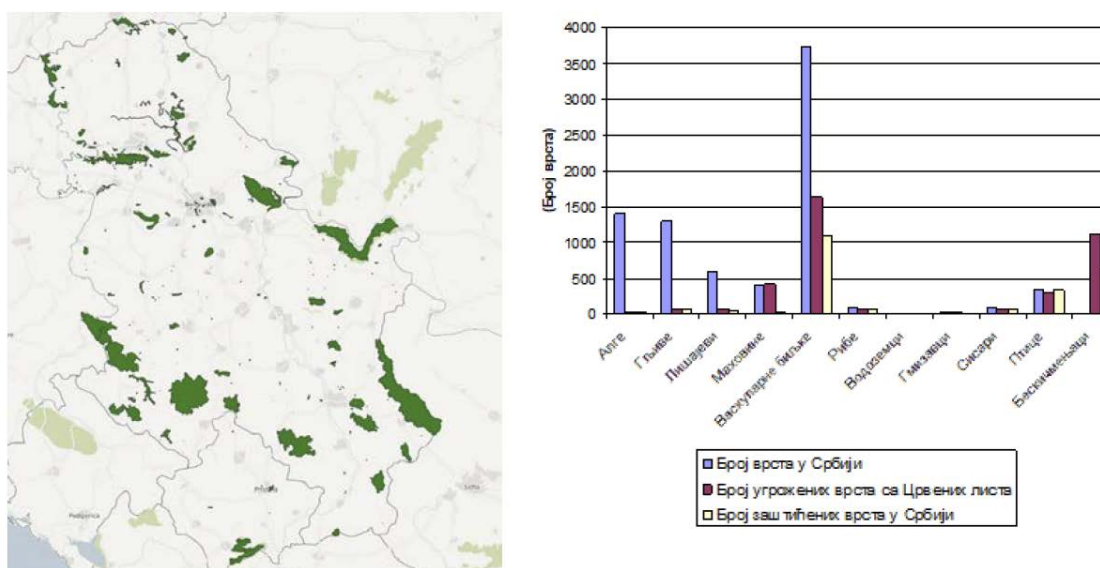 Podgorica
4000
3500
3000
2500
2000
1500
1000
500
0
(Број врста)
Алге
Гљиве
Лишајеви
Маховине
Васкуларне биљке
Рибе
Водоземци
Гмизавци
Сисари
Птице
Бескичмењаци
Број врста у Србији
Број угрожених врста са Црвених листа
Број заштићених врста у Србији